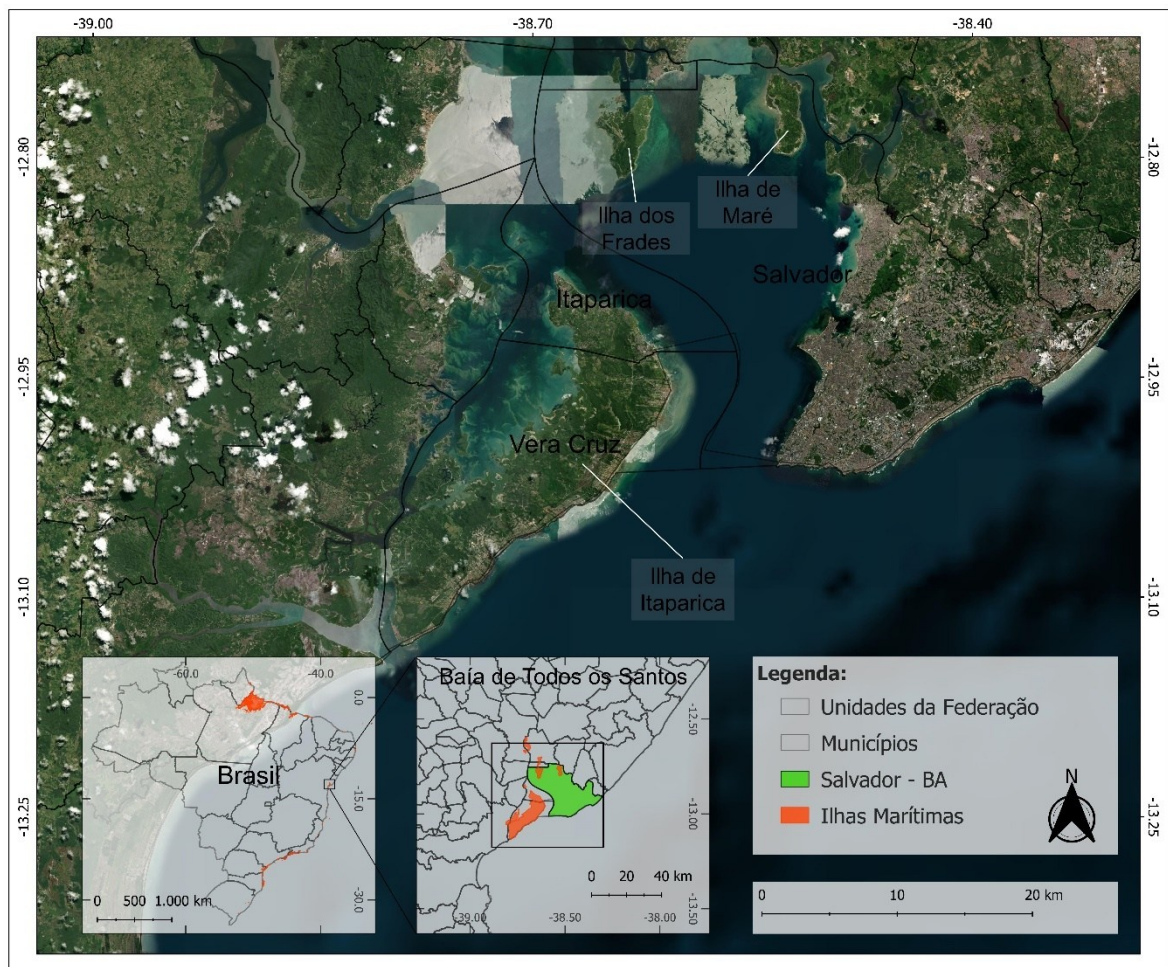 -39.00
-38.70
-38.40
-12.80
-12.80
Ilha de
Maré
Ilha dos
Frades
Salvador
Itaparica
-12.95
-12.95
Vera Cruz
Ilha de
Itaparica
-13.10
-13.10
-13.25
-13.25
-60.0
-40.0
0.0
Brasil
-15.0
-30.0
0 500 1.000 km
Baía de Todos os Santos
-12.50
-13.00
-13.50
0 20 40 km
-39.00
-38.50
-38.00
Legenda:
Unidades da Federação
Municípios
Salvador - BA
Ilhas Marítimas
N
0 10 20 km